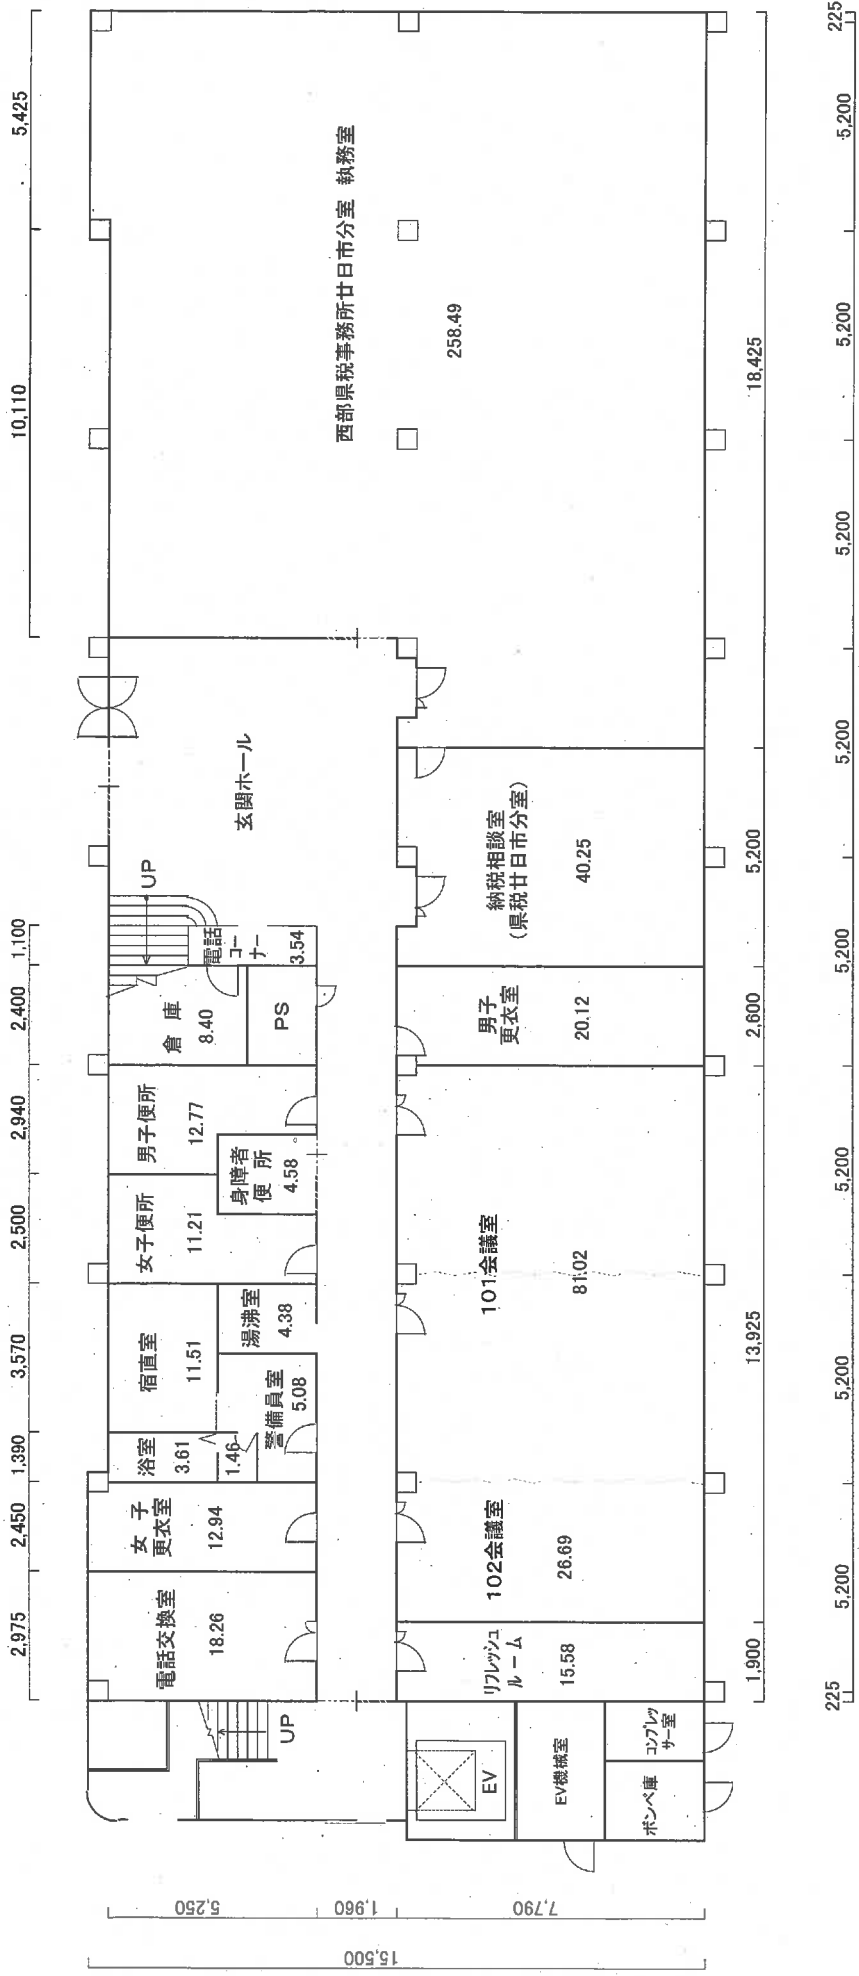 2,975
2,450
1,390
3,570
2,500
2,940
2,400
1,100
10,110
5,425
電話交換室
18.26
女 子
更衣室
12.94
浴室
3.61
1.46
宿直室
11.51
警備員室
5.08
湯沸室
4.38
女子便所
11.21
身障者
便 所
4.58
男子便所
12.77
倉 庫
8.40
PS
電話
コー
ナー
3.54
UP
玄関ホール
西部県税事務所廿日市分室 執務室
258.49
UP
EV
EV機械室
コンプレッ
サー室
ボンベ庫
リフレッシュ
ルーム
15.58
102会議室
26.69
101会議室
81.02
男子
更衣室
20.12
納税相談室
(県税廿日市分室)
40.25
1,900
13,925
2,600
5,200
18,425
225
5,200
5,200
5,200
5,200
5,200
5,200
5,200
5,200
225
5,250
1,960
7,790
15,500